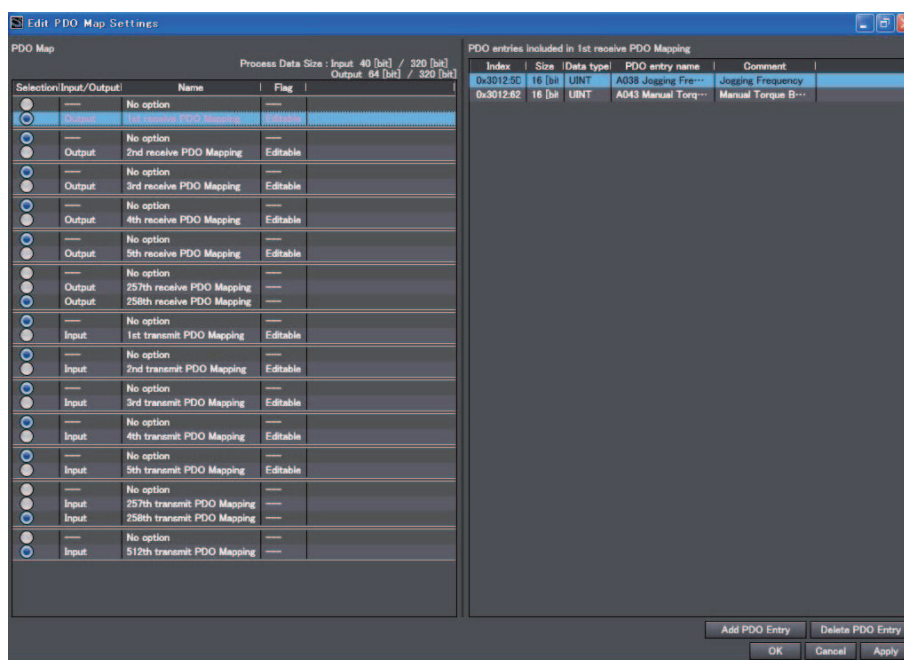 Edit PDO Map Settings
PDO Map
Process Data Size : Input 40 [bit] / 320 [bit]
Output 64 [bit] / 320 [bit]
Selection Input/Output Name Flag
---- No option ----
Output 1st receive PDO Mapping Editable
---- No option ----
Output 2nd receive PDO Mapping Editable
---- No option ----
Output 3rd receive PDO Mapping Editable
---- No option ----
Output 4th receive PDO Mapping Editable
---- No option ----
Output 5th receive PDO Mapping Editable
---- No option ----
Output 257th receive PDO Mapping ----
Output 258th receive PDO Mapping ----
---- No option ----
Input 1st transmit PDO Mapping Editable
---- No option ----
Input 2nd transmit PDO Mapping Editable
---- No option ----
Input 3rd transmit PDO Mapping Editable
---- No option ----
Input 4th transmit PDO Mapping Editable
---- No option ----
Input 5th transmit PDO Mapping Editable
---- No option ----
Input 257th transmit PDO Mapping ----
Input 258th transmit PDO Mapping ----
---- No option ----
Input 512th transmit PDO Mapping ----
PDO entries included in 1st receive PDO Mapping
Index Size Data type PDO entry name Comment
0x3012:5D 16 [bit UINT A038 Jogging Fre··· Jogging Frequency
0x3012:62 16 [bit UINT A043 Manual Torq··· Manual Torque B···
Add PDO Entry Delete PDO Entry
OK Cancel Apply